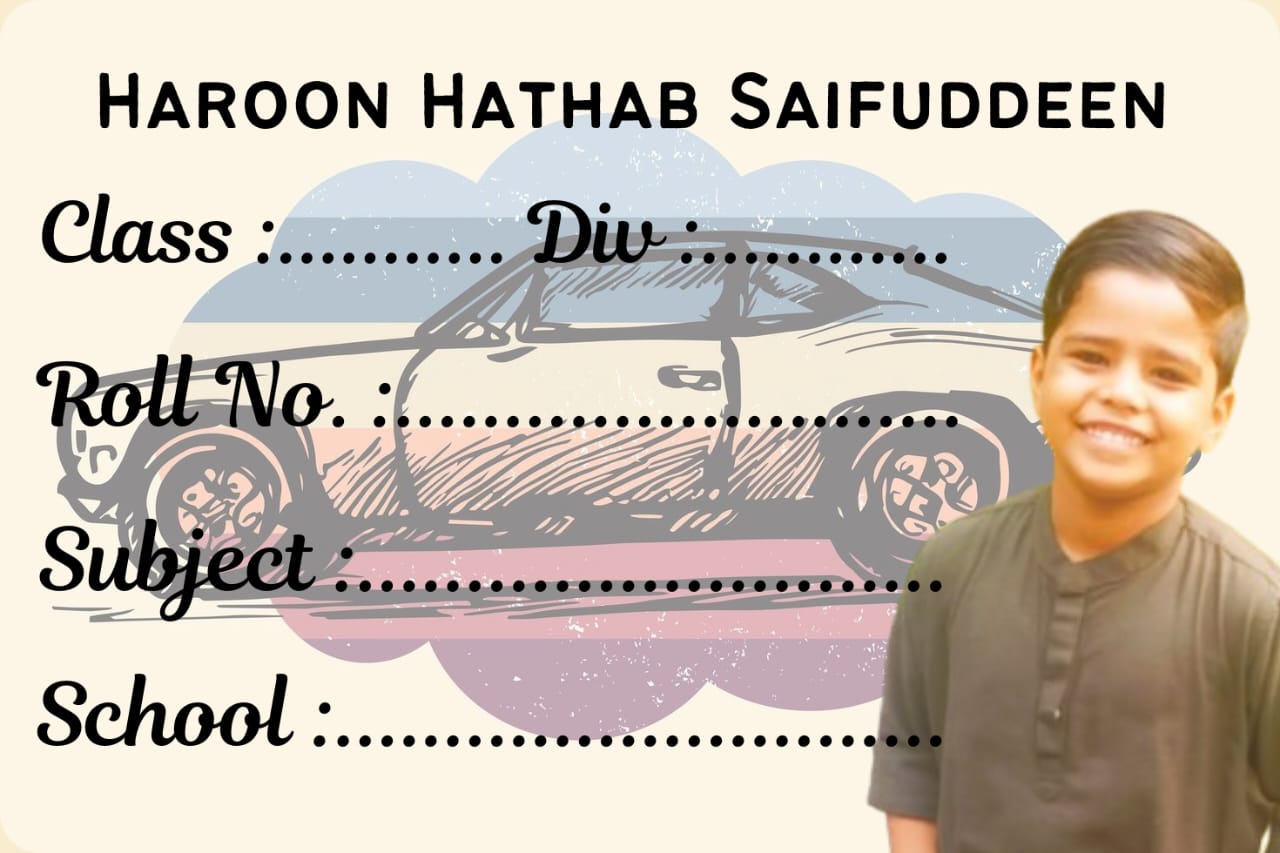 Haroon Hathab Saifuddeen
Class :............ Div :............
Roll No. :..........................
Subject :...........................
School :............................